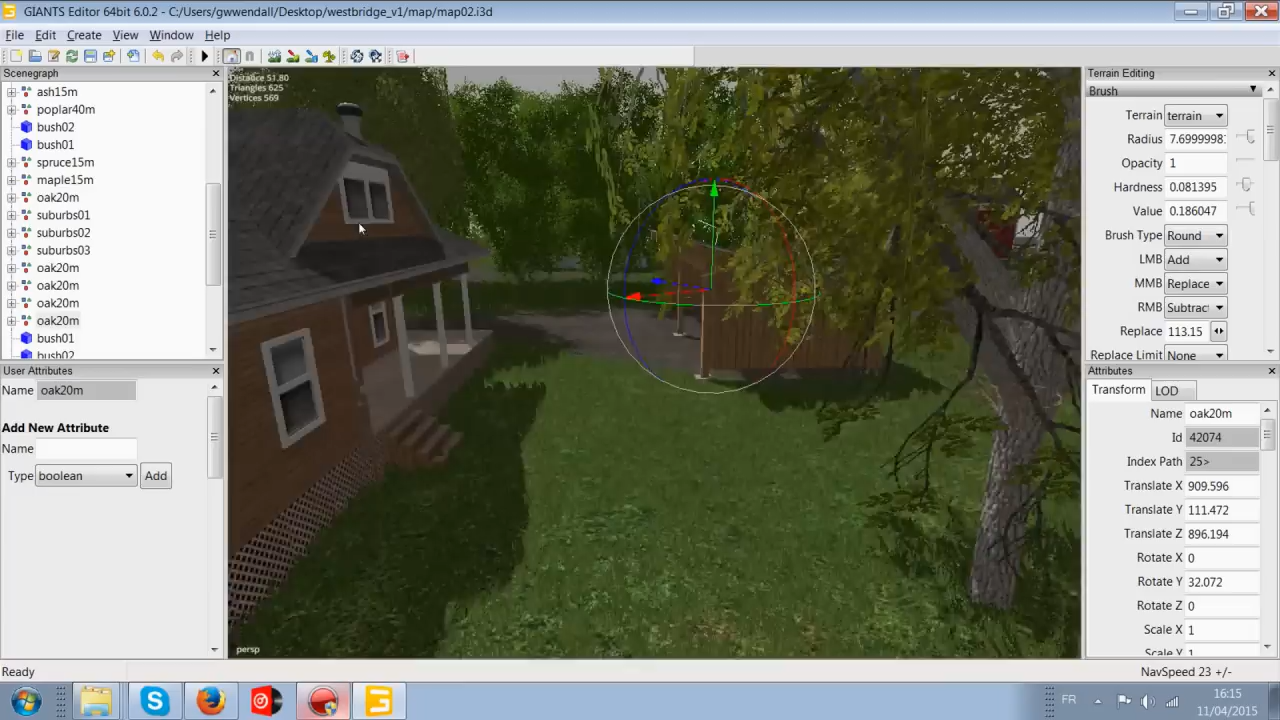 GIANTS Editor 64bit 6.0.2 - C:/Users/gwwendall/Desktop/westbridge_v1/map/map02.i3d
File Edit Create View Window Help
Scenegraph
ash15m
poplar40m
bush02
bush01
spruce15m
maple15m
oak20m
suburbs01
suburbs02
suburbs03
oak20m
oak20m
oak20m
oak20m
bush01
bush02
User Attributes
Name oak20m
Add New Attribute
Name
Type boolean Add
Distance 51.80
Triangles 625
Vertices 569
persp
Terrain Editing
Brush
Terrain terrain
Radius 7.6999998
Opacity 1
Hardness 0.081395
Value 0.186047
Brush Type Round
LMB Add
MMB Replace
RMB Subtrac
Replace 113.15
Replace Limit None
Attributes
Transform LOD
Name oak20m
Id 42074
Index Path 25>
Translate X 909.596
Translate Y 111.472
Translate Z 896.194
Rotate X 0
Rotate Y 32.072
Rotate Z 0
Scale X 1
Scale Y 1
Ready
NavSpeed 23 +/-
FR
16:15
11/04/2015